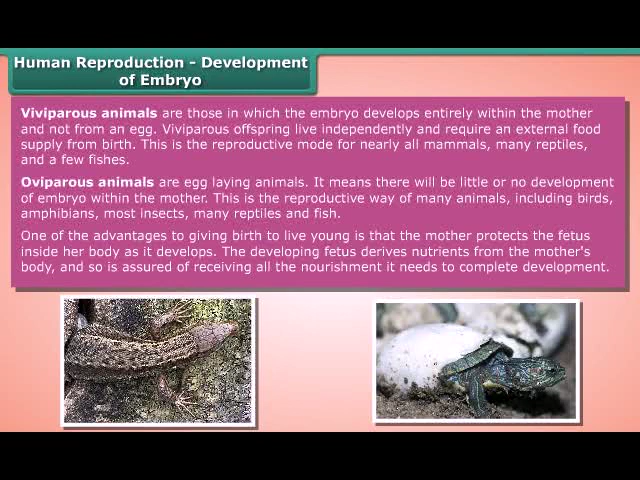 Human Reproduction - Development
of Embryo
Viviparous animals are those in which the embryo develops entirely within the mother
and not from an egg. Viviparous offspring live independently and require an external food
supply from birth. This is the reproductive mode for nearly all mammals, many reptiles,
and a few fishes.
Oviparous animals are egg laying animals. It means there will be little or no development
of embryo within the mother. This is the reproductive way of many animals, including birds,
amphibians, most insects, many reptiles and fish.
One of the advantages to giving birth to live young is that the mother protects the fetus
inside her body as it develops. The developing fetus derives nutrients from the mother's
body, and so is assured of receiving all the nourishment it needs to complete development.